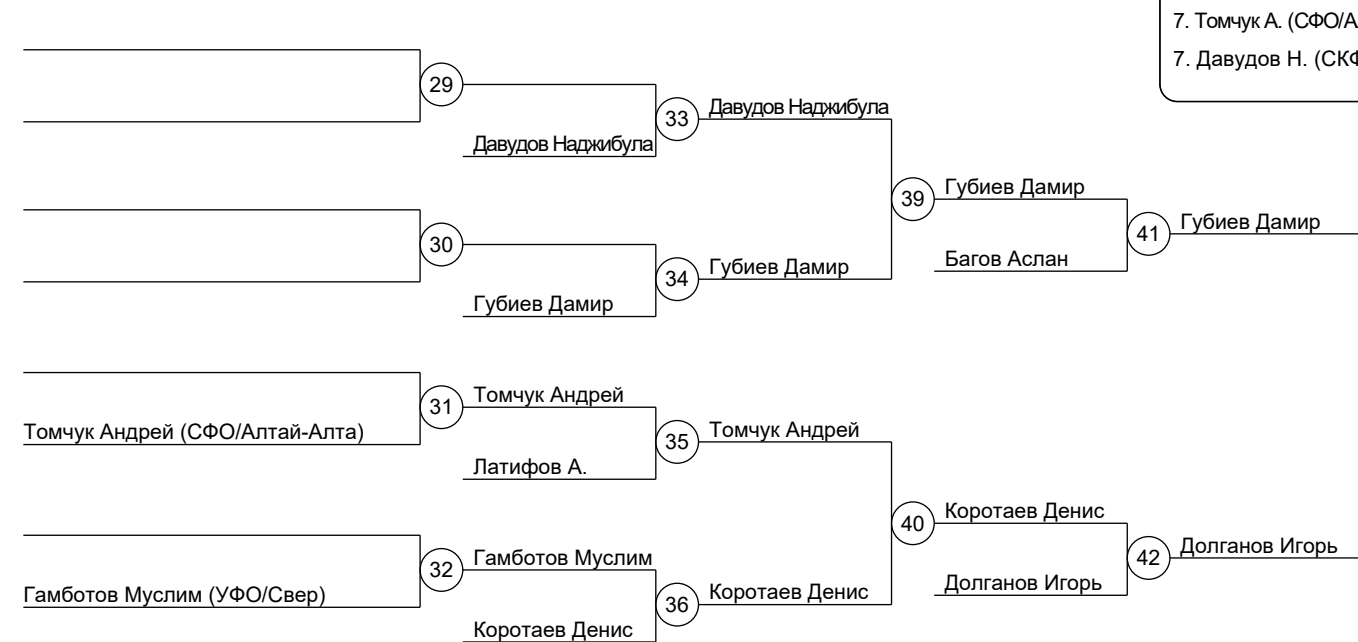 7. Томчук А. (СФО/А
7. Давудов Н. (СКФ
29
33
Давудов Наджибула
Давудов Наджибула
39
Губиев Дамир
30
41
Губиев Дамир
34
Губиев Дамир
Багов Аслан
Губиев Дамир
31
Томчук Андрей
Томчук Андрей (СФО/Алтай-Алта)
35
Томчук Андрей
Латифов А.
40
Коротаев Денис
32
Гамботов Муслим
42
Долганов Игорь
Гамботов Муслим (УФО/Свер)
36
Коротаев Денис
Долганов Игорь
Коротаев Денис